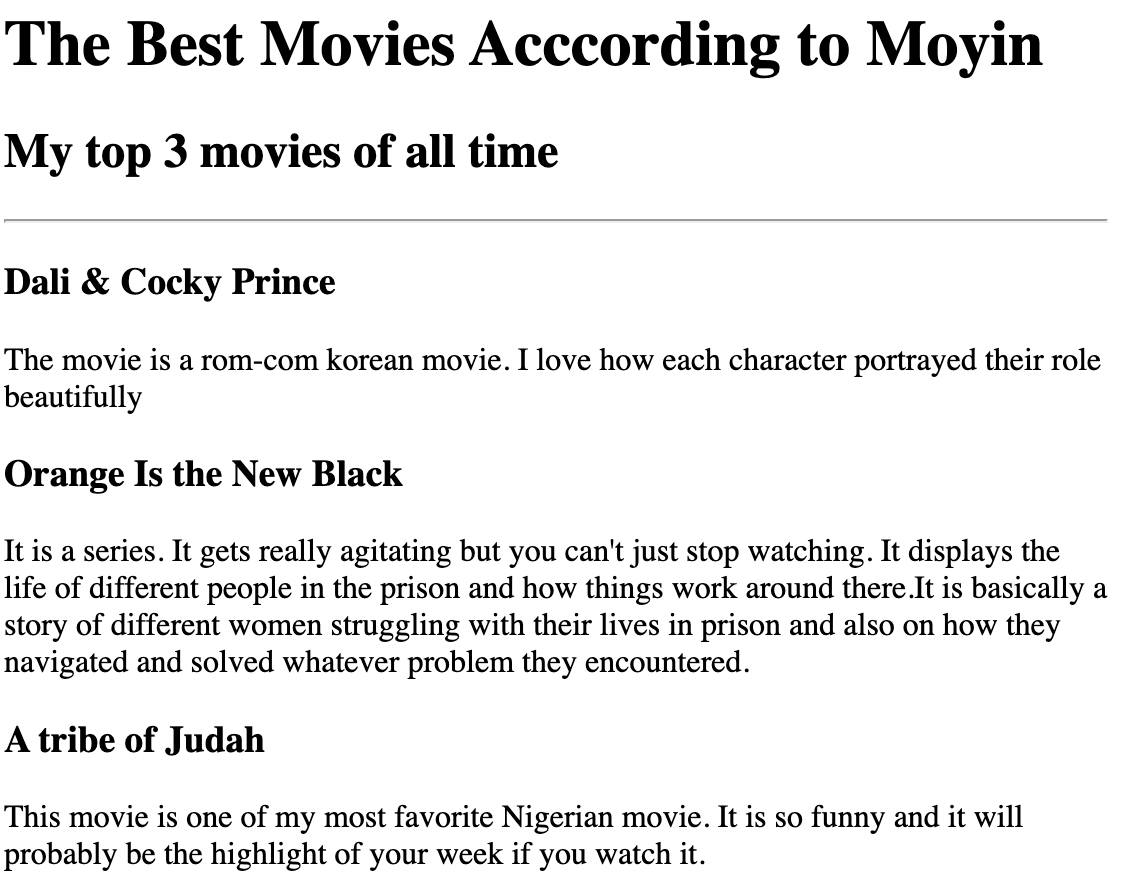 The Best Movies Acccording to Moyin
My top 3 movies of all time
Dali & Cocky Prince
The movie is a rom-com korean movie. I love how each character portrayed their role
beautifully
Orange Is the New Black
It is a series. It gets really agitating but you can't just stop watching. It displays the
life of different people in the prison and how things work around there.It is basically a
story of different women struggling with their lives in prison and also on how they
navigated and solved whatever problem they encountered.
A tribe of Judah
This movie is one of my most favorite Nigerian movie. It is so funny and it will
probably be the highlight of your week if you watch it.